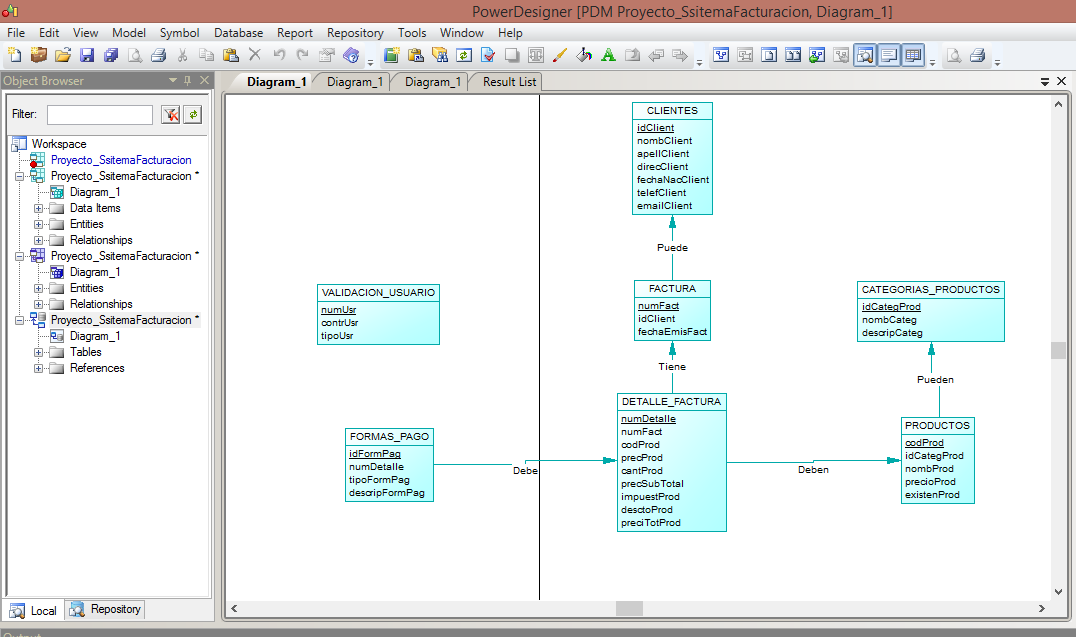 PowerDesigner [PDM Proyecto_SsitemaFacturacion, Diagram_1]
File Edit View Model Symbol Database Report Repository Tools Window Help
Object Browser
Filter:
Workspace
Proyecto_SsitemaFacturacion
Proyecto_SsitemaFacturacion *
Diagram_1
Data Items
Entities
Relationships
Proyecto_SsitemaFacturacion *
Diagram_1
Entities
Relationships
Proyecto_SsitemaFacturacion *
Diagram_1
Tables
References
Local Repository
Diagram_1 Diagram_1 Diagram_1 Result List
CLIENTES
idClient
nombClient
apellClient
direcClient
fechaNacClient
telefClient
emailClient
Puede
VALIDACION_USUARIO
numUsr
contrUsr
tipoUsr
FACTURA
numFact
idClient
fechaEmisFact
CATEGORIAS_PRODUCTOS
idCategProd
nombCateg
descripCateg
Tiene
Pueden
FORMAS_PAGO
idFormPag
numDetalle
tipoFormPag
descripFormPag
Debe
DETALLE_FACTURA
numDetalle
numFact
codProd
precProd
cantProd
precSubTotal
impuestProd
desctoProd
preciTotProd
Deben
PRODUCTOS
codProd
idCategProd
nombProd
precioProd
existenProd
Output